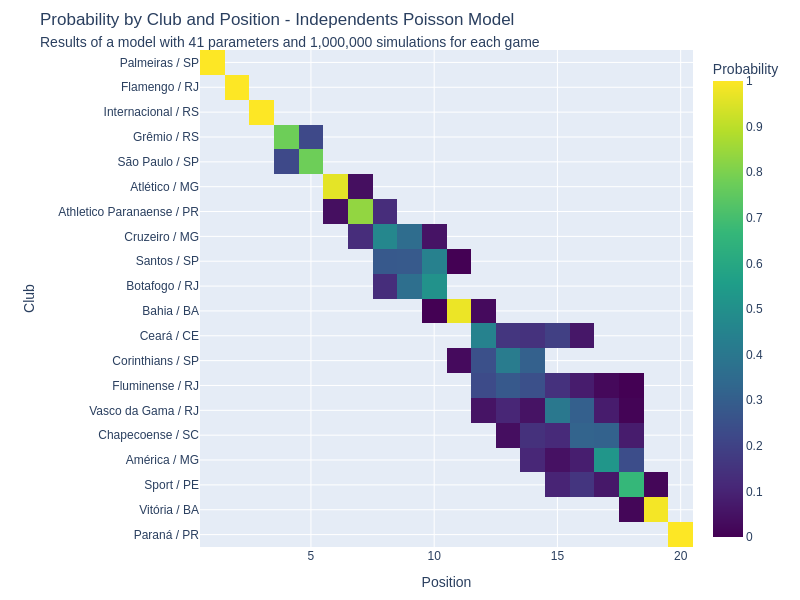 Probability by Club and Position - Independents Poisson Model
Results of a model with 41 parameters and 1,000,000 simulations for each game
Probability
Palmeiras / SP
Flamengo / RJ
Internacional / RS
Grêmio / RS
São Paulo / SP
Atlético / MG
Athletico Paranaense / PR
Cruzeiro / MG
Santos / SP
Botafogo / RJ
Bahia / BA
Ceará / CE
Corinthians / SP
Fluminense / RJ
Vasco da Gama / RJ
Chapecoense / SC
América / MG
Sport / PE
Vitória / BA
Paraná / PR
Club
5
10
15
20
Position
1
0.9
0.8
0.7
0.6
0.5
0.4
0.3
0.2
0.1
0